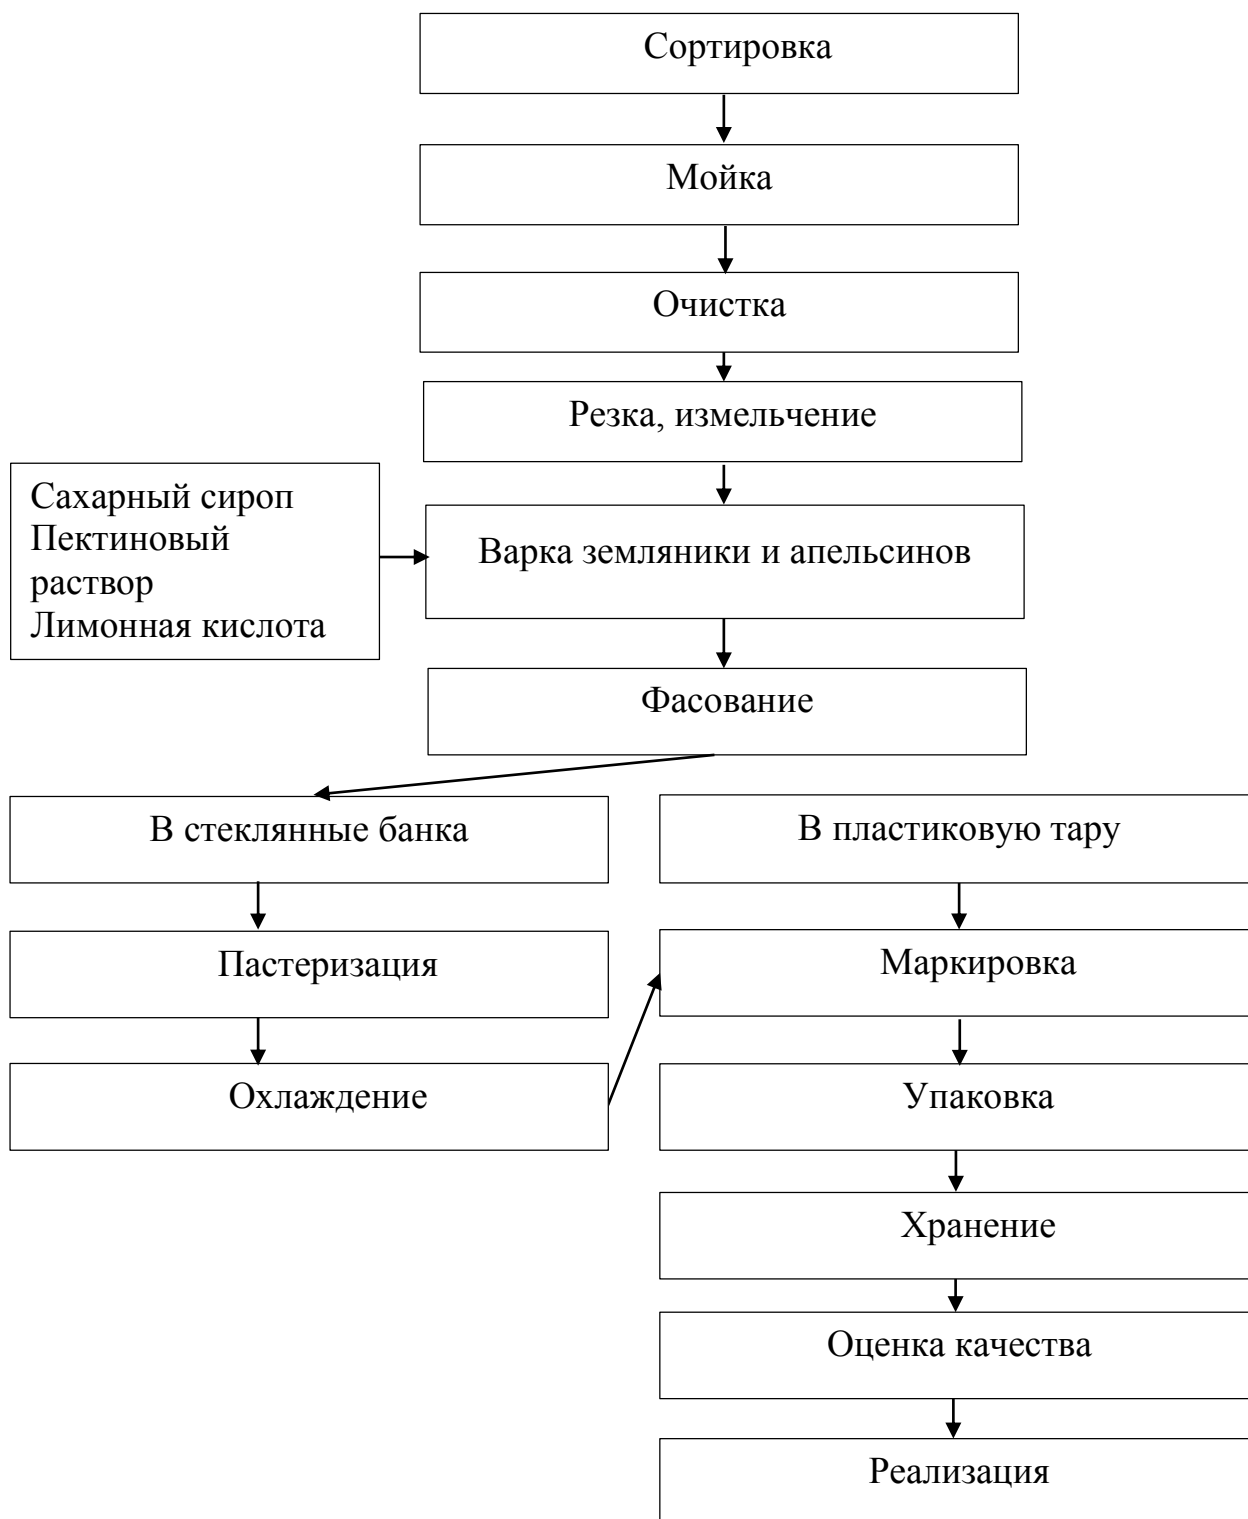 Сортировка
Мойка
Очистка
Резка, измельчение
Сахарный сироп
Пектиновый
раствор
Лимонная кислота
Варка земляники и апельсинов
Фасование
В стеклянные банка
В пластиковую тару
Пастеризация
Маркировка
Охлаждение
Упаковка
Хранение
Оценка качества
Реализация